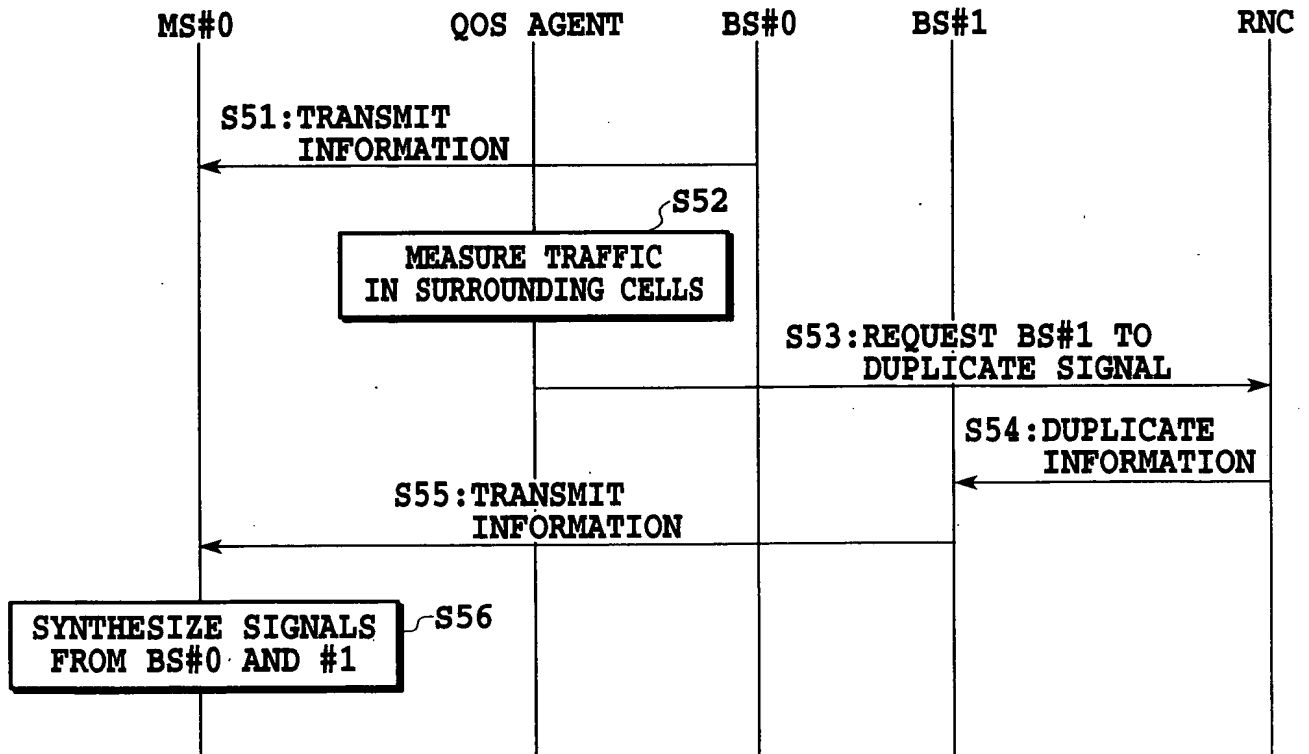 MS#0 QOS AGENT BS#0 BS#1 RNC
S51:TRANSMIT
INFORMATION
S52
MEASURE TRAFFIC
IN SURROUNDING CELLS
S53:REQUEST BS#1 TO
DUPLICATE SIGNAL
S54:DUPLICATE
INFORMATION
S55:TRANSMIT
INFORMATION
S56
SYNTHESIZE SIGNALS
FROM BS#0 AND #1